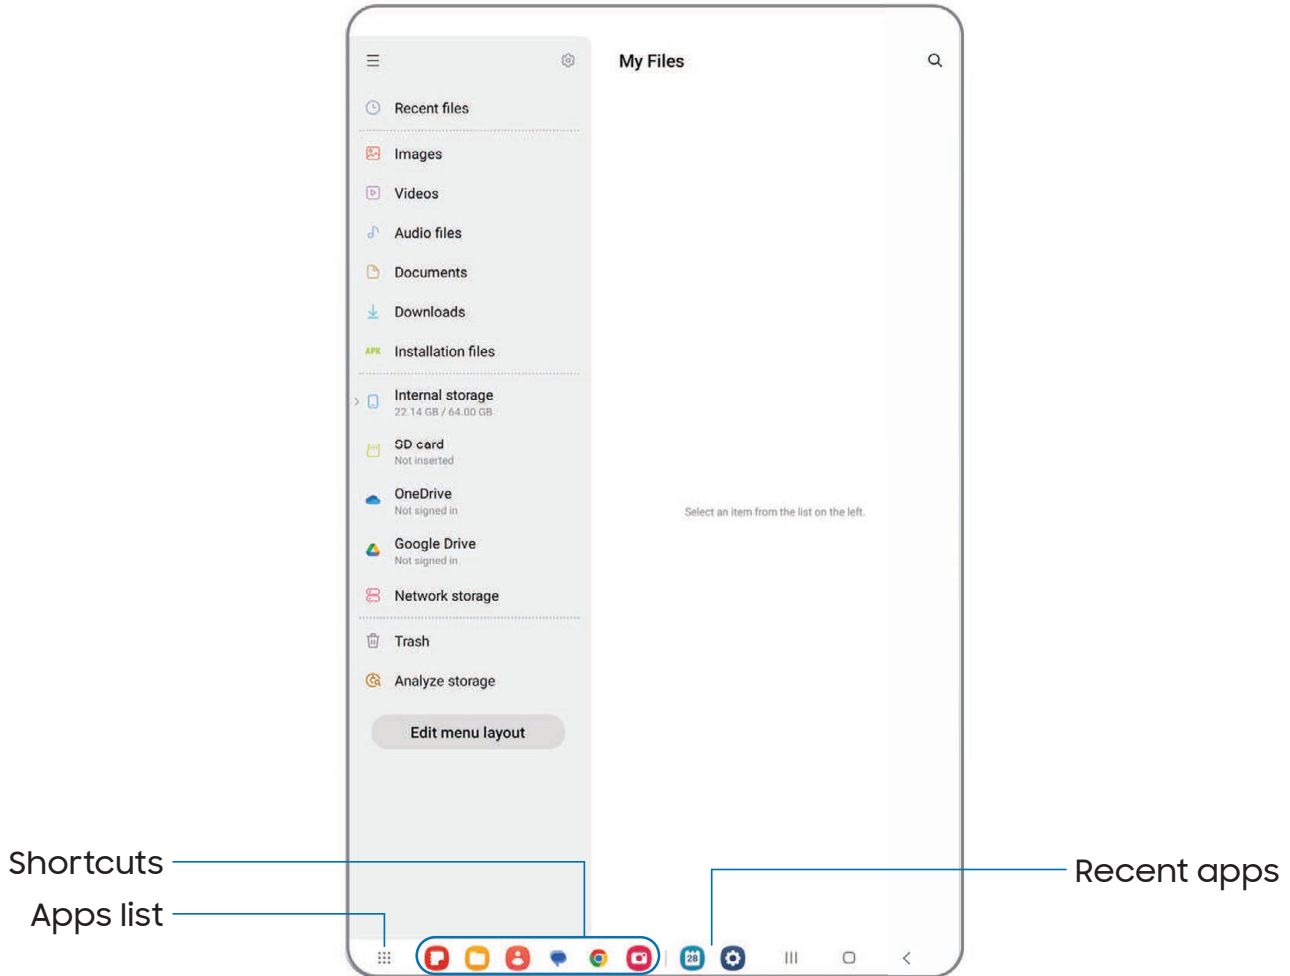 My Files
Recent files
Images
Videos
Audio files
Documents
Downloads
APK
Installation files
Internal storage
22.14 GB / 64.00 GB
SD card
Not inserted
OneDrive
Not signed in
Google Drive
Not signed in
Network storage
Trash
Analyze storage
Edit menu layout
Select an item from the list on the left.
Shortcuts
Apps list
Recent apps
28